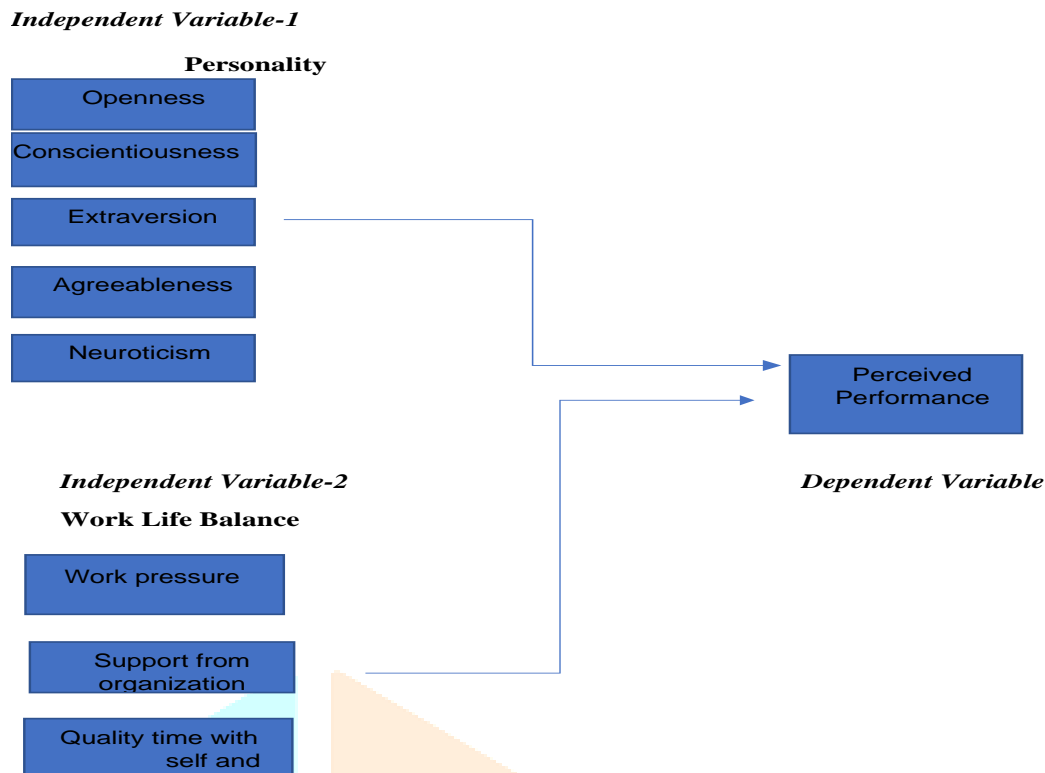 Independent Variable-1
Personality
Openness
Conscientiousness
Extraversion
Agreeableness
Neuroticism
Perceived
Performance
Independent Variable-2
Dependent Variable
Work Life Balance
Work pressure
Support from
organization
Quality time with
self and